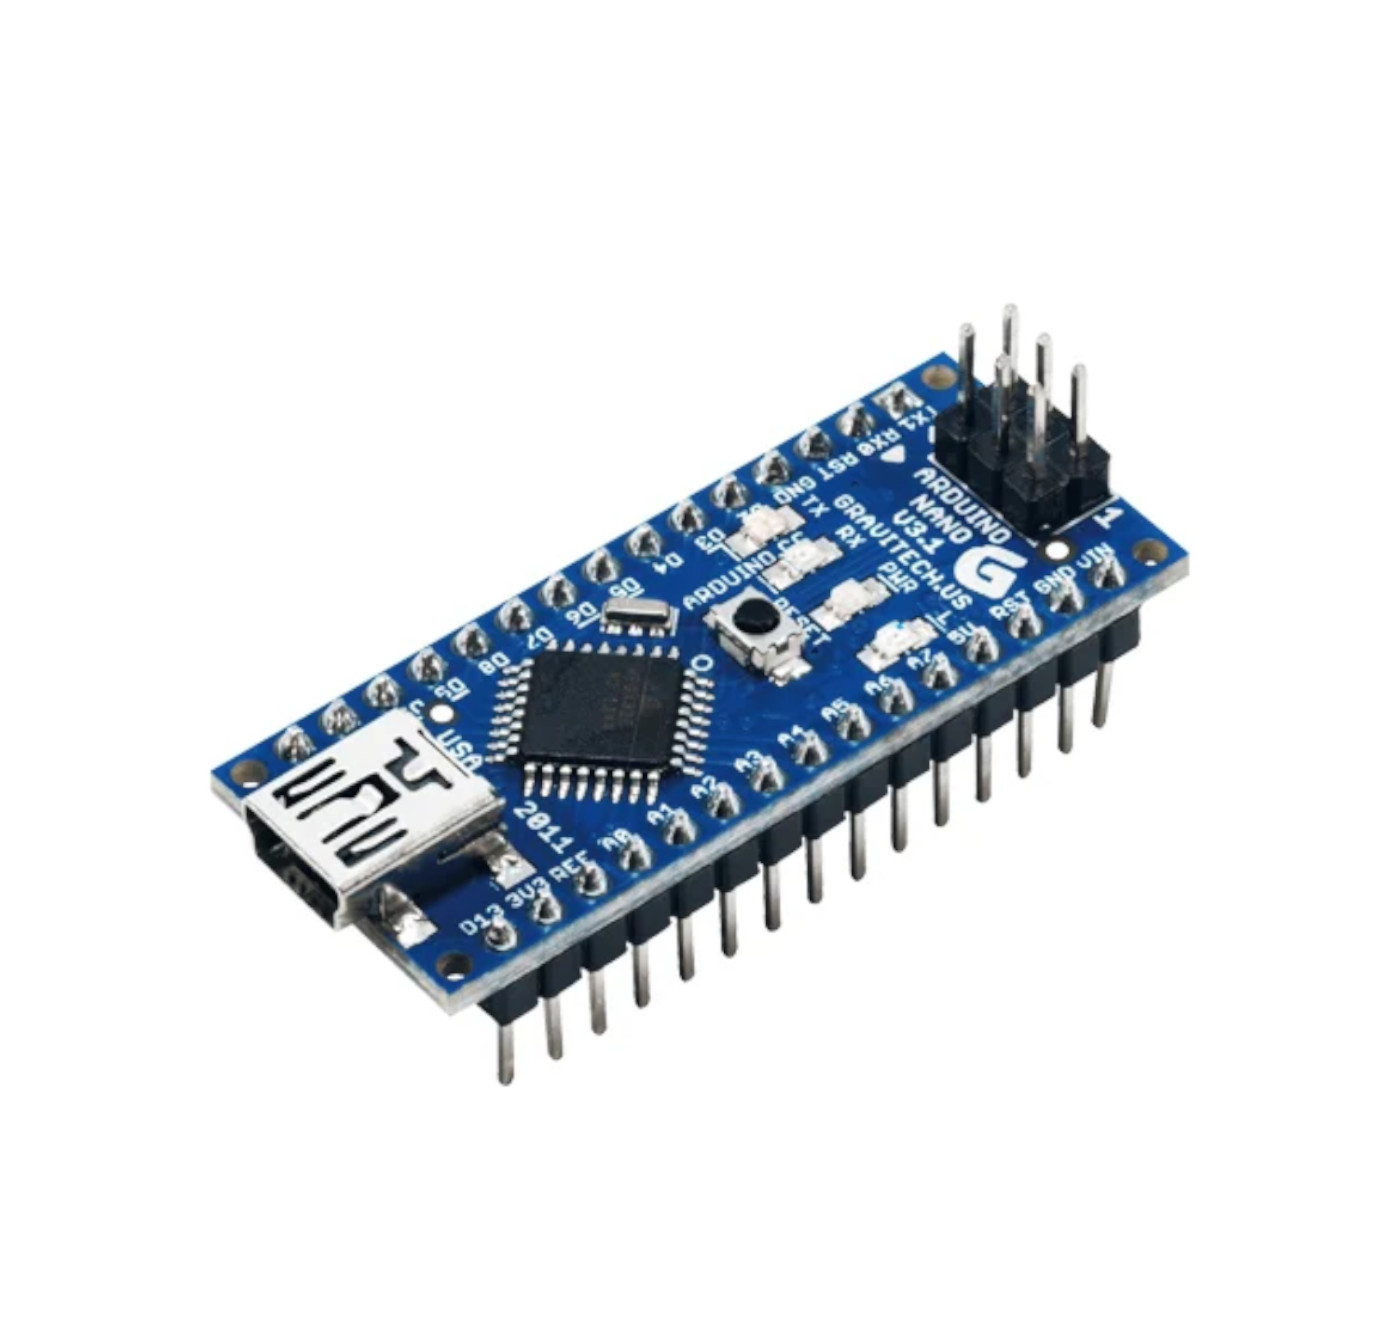 TX1
RX0
RST
GND
D3
D4
D5
D6
D7
D8
TX
RX
PWR
L
ARDUINO
NANO
V3.1
GRAVITECH.US
G
ARDUINO.CC
RESET
1
VIN
GND
RST
5V
A7
A6
A5
A4
A3
A2
A1
A0
REF
3V3
D13
USA
2011